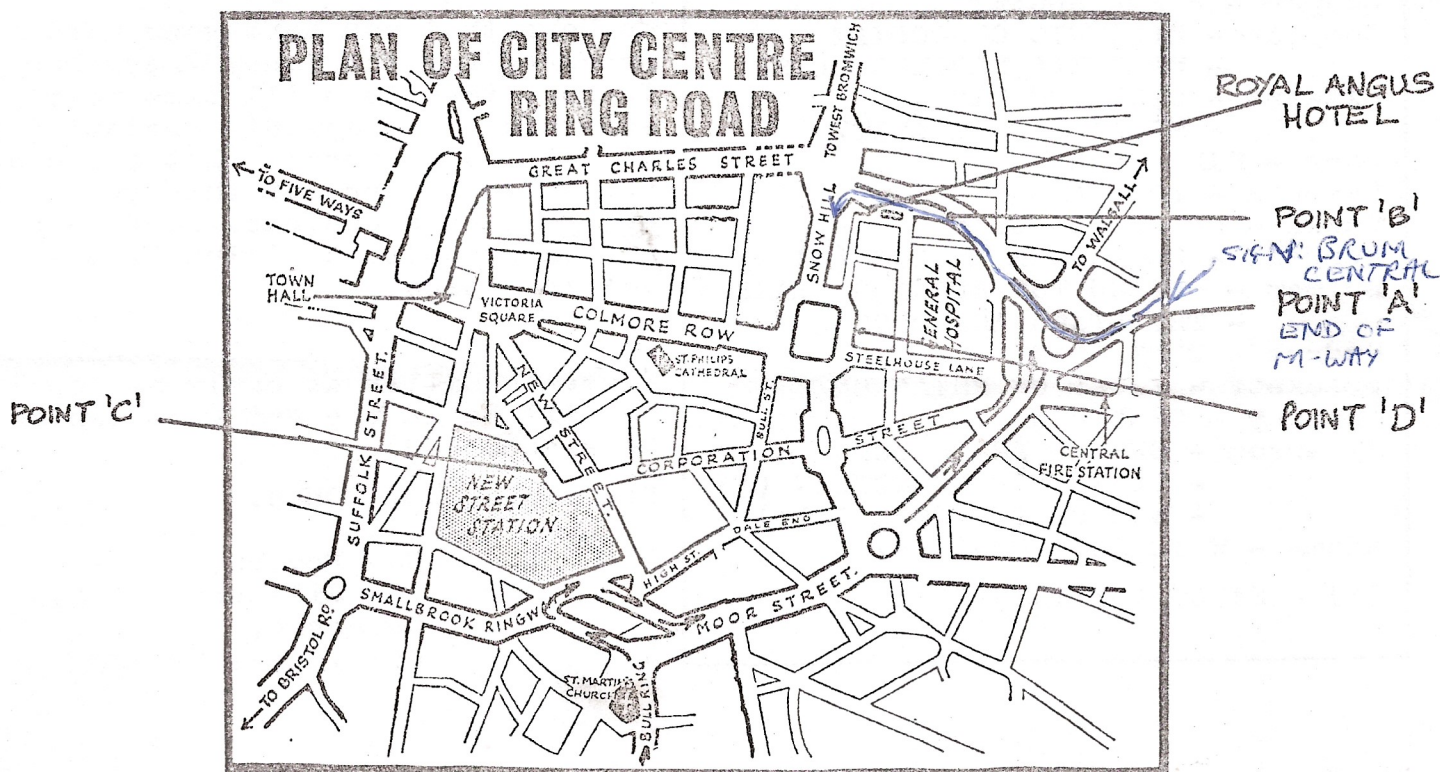 PLAN OF CITY CENTRE
RING ROAD
TO WEST BROMWICH
ROYAL ANGUS
HOTEL
GREAT CHARLES STREET
TO FIVE WAYS
TO WALSALL
POINT 'B'
SIGN: BRUM
CENTRAL
POINT 'A'
END OF
M-WAY
SNOW HILL
TOWN
HALL
VICTORIA
SQUARE
COLMORE ROW
GENERAL
HOSPITAL
ST. PHILIPS
CATHEDRAL
STEELHOUSE LANE
POINT 'D'
POINT 'C'
SUFFOLK STREET.
NEW STREET.
BULL ST.
CORPORATION STREET
CENTRAL
FIRE STATION
NEW
STREET
STATION
DALE END
HIGH ST.
MOOR STREET.
SMALLBROOK RINGW
TO BRISTOL RD.
ST. MARTIN
CHURCH
BULL RING